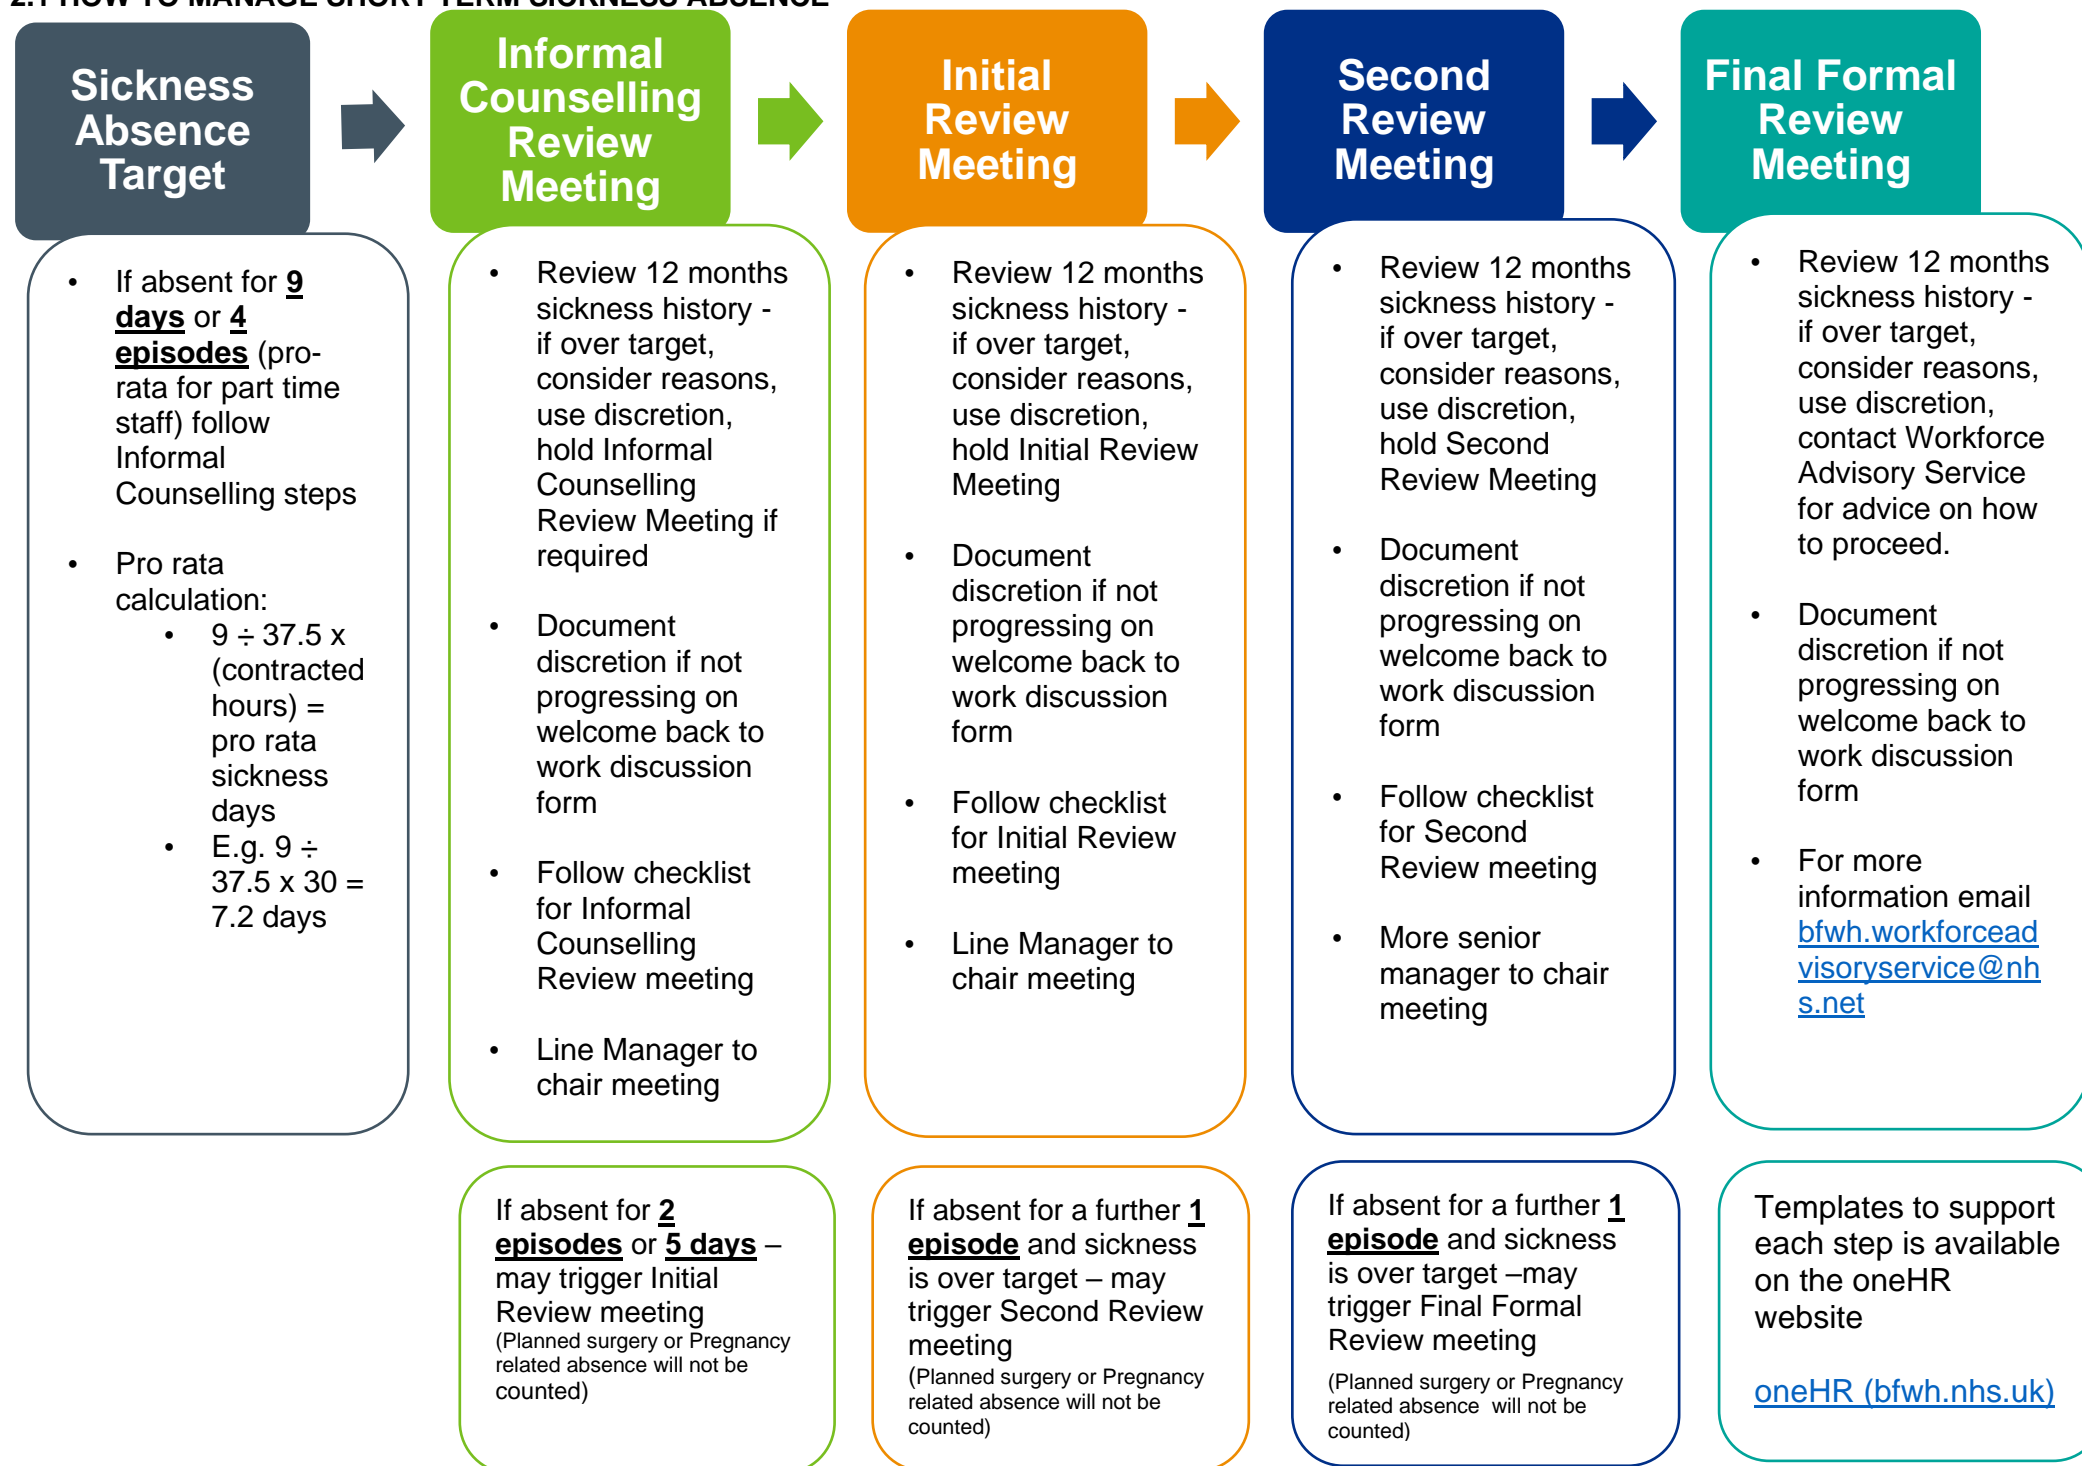 2.1 HOW TO MANAGE SHORT TERM SICKNESS ABSENCE
Sickness
Absence
Target
• If absent for 9
days or 4
episodes (pro-
rata for part time
staff) follow
Informal
Counselling steps
• Pro rata
calculation:
• 9 ÷ 37.5 x
(contracted
hours) =
pro rata
sickness
days
• E.g. 9 ÷
37.5 x 30 =
7.2 days
Informal
Counselling
Review
Meeting
• Review 12 months
sickness history -
if over target,
consider reasons,
use discretion,
hold Informal
Counselling
Review Meeting if
required
• Document
discretion if not
progressing on
welcome back to
work discussion
form
• Follow checklist
for Informal
Counselling
Review meeting
• Line Manager to
chair meeting
If absent for 2
episodes or 5 days –
may trigger Initial
Review meeting
(Planned surgery or Pregnancy
related absence will not be
counted)
Initial
Review
Meeting
• Review 12 months
sickness history -
if over target,
consider reasons,
use discretion,
hold Initial Review
Meeting
• Document
discretion if not
progressing on
welcome back to
work discussion
form
• Follow checklist
for Initial Review
meeting
• Line Manager to
chair meeting
If absent for a further 1
episode and sickness
is over target – may
trigger Second Review
meeting
(Planned surgery or Pregnancy
related absence will not be
counted)
Second
Review
Meeting
• Review 12 months
sickness history -
if over target,
consider reasons,
use discretion,
hold Second
Review Meeting
• Document
discretion if not
progressing on
welcome back to
work discussion
form
• Follow checklist
for Second
Review meeting
• More senior
manager to chair
meeting
If absent for a further 1
episode and sickness
is over target –may
trigger Final Formal
Review meeting
(Planned surgery or Pregnancy
related absence  will not be
counted)
Final Formal
Review
Meeting
• Review 12 months
sickness history -
if over target,
consider reasons,
use discretion,
contact Workforce
Advisory Service
for advice on how
to proceed.
• Document
discretion if not
progressing on
welcome back to
work discussion
form
• For more
information email
bfwh.workforcead
visoryservice@nh
s.net
Templates to support
each step is available
on the oneHR
website
oneHR (bfwh.nhs.uk)